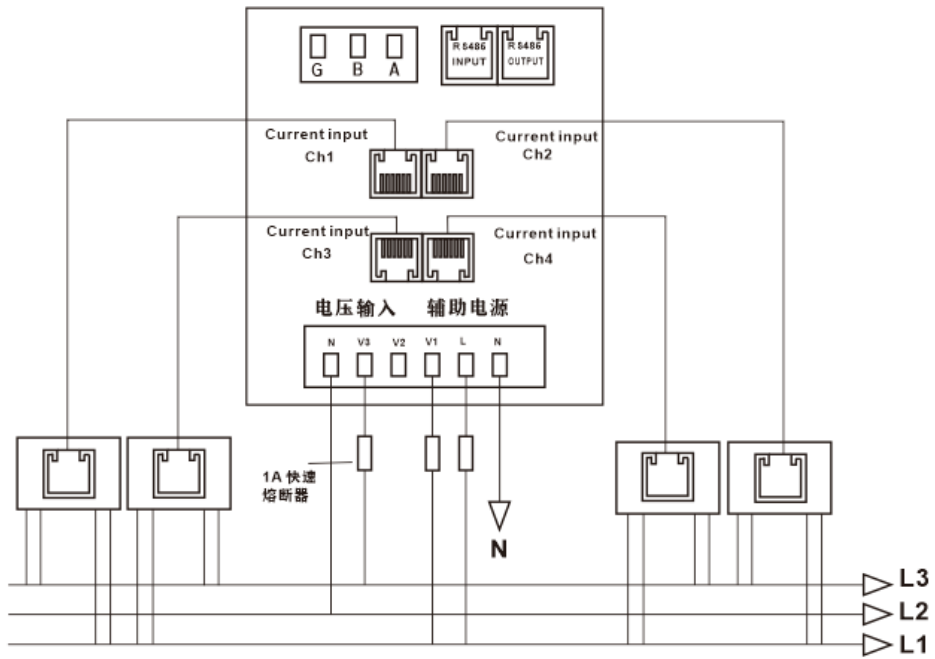 G B A
RS486 INPUT
RS486 OUTPUT
Current input
Ch1
Current input
Ch2
Current input
Ch3
Current input
Ch4
电压输入 辅助电源
N V3 V2 V1 L N
1A 快速
熔断器
N
L3
L2
L1